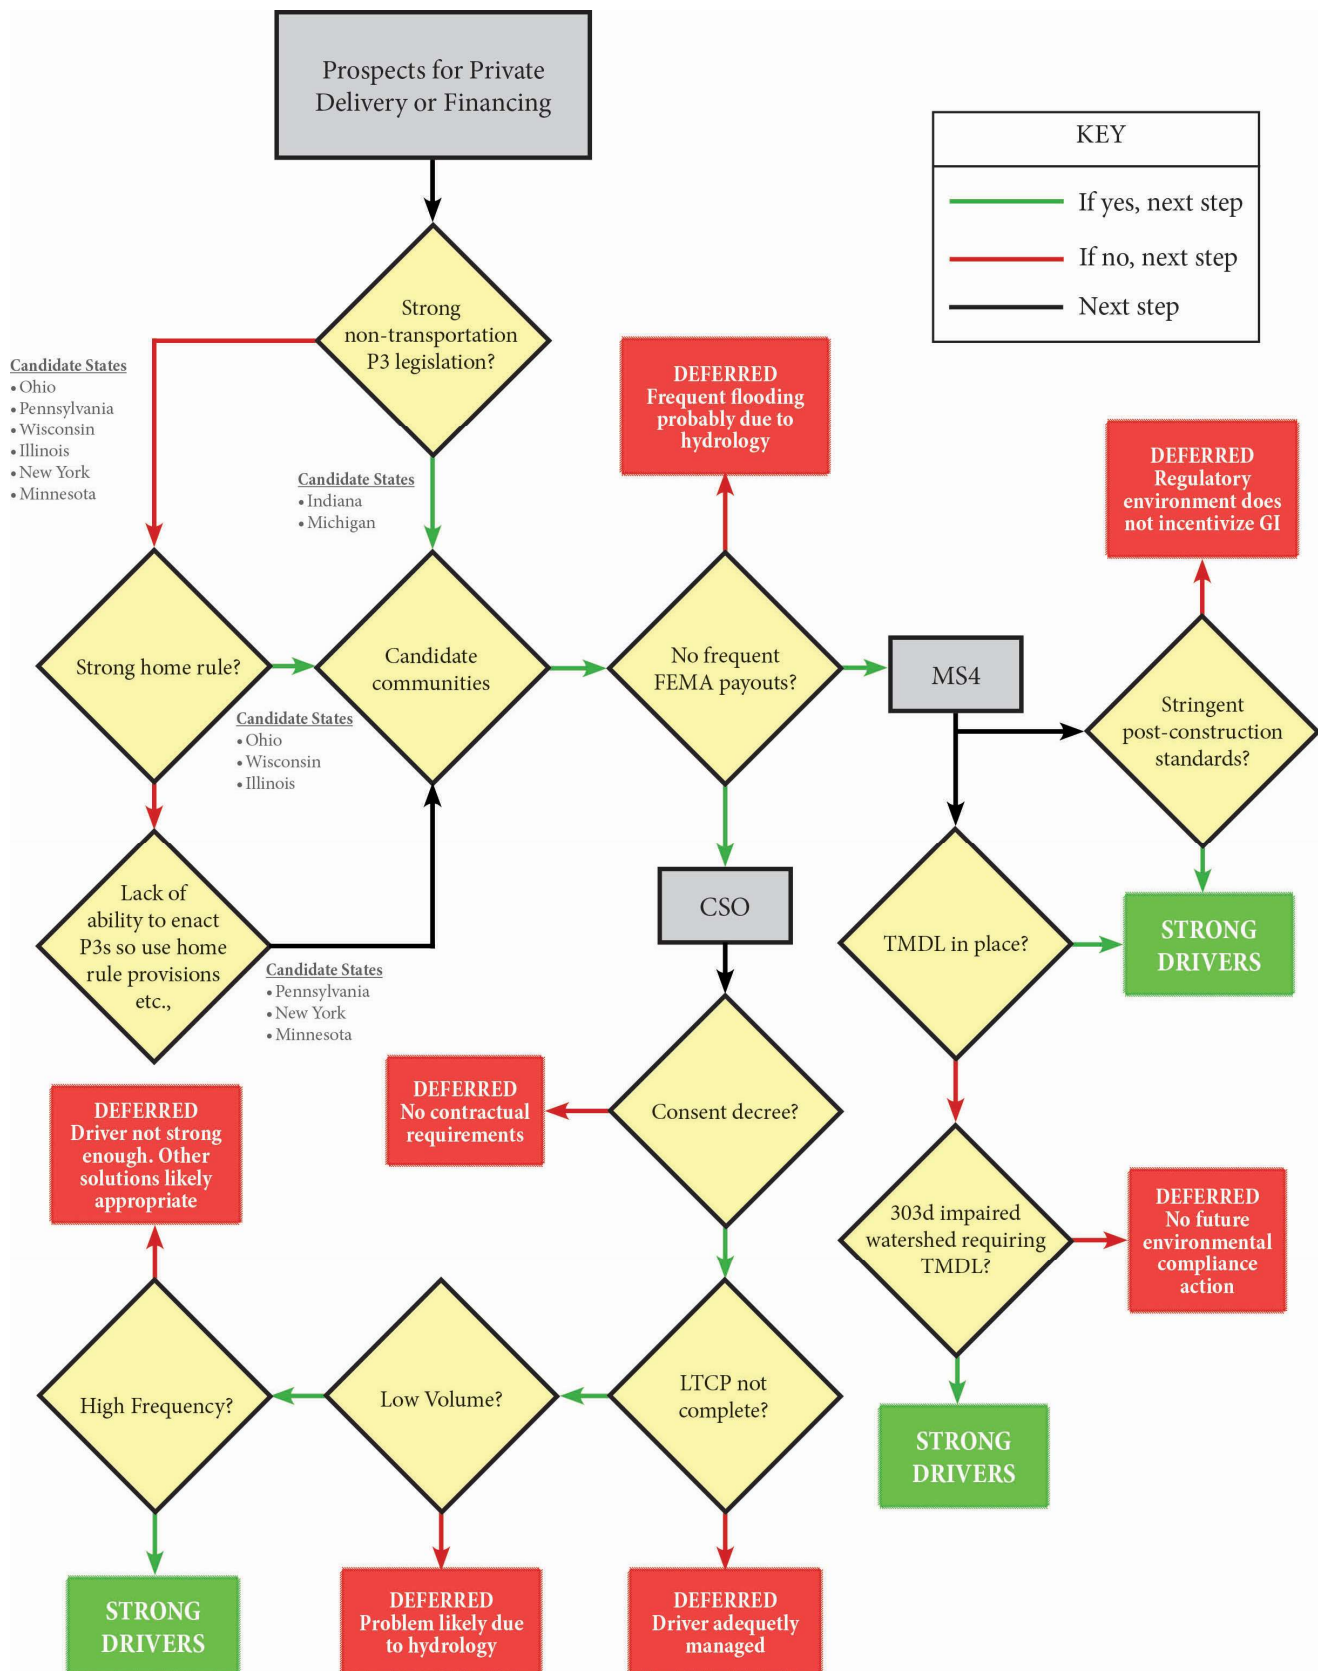 Prospects for Private
Delivery or Financing
KEY
If yes, next step
If no, next step
Next step
Strong
non-transportation
P3 legislation?
Candidate States
• Ohio
• Pennsylvania
• Wisconsin
• Illinois
• New York
• Minnesota
Candidate States
• Indiana
• Michigan
DEFERRED
Frequent flooding
probably due to
hydrology
DEFERRED
Regulatory
environment does
not incentivize GI
Strong home rule?
Candidate
communities
No frequent
FEMA payouts?
MS4
Stringent
post-construction
standards?
Candidate States
• Ohio
• Wisconsin
• Illinois
Lack of
ability to enact
P3s so use home
rule provisions
etc.,
Candidate States
• Pennsylvania
• New York
• Minnesota
CSO
TMDL in place?
STRONG
DRIVERS
DEFERRED
No contractual
requirements
Consent decree?
DEFERRED
Driver not strong
enough. Other
solutions likely
appropriate
303d impaired
watershed requiring
TMDL?
DEFERRED
No future
environmental
compliance
action
High Frequency?
Low Volume?
LTCP not
complete?
STRONG
DRIVERS
STRONG
DRIVERS
DEFERRED
Problem likely due
to hydrology
DEFERRED
Driver adequetly
managed